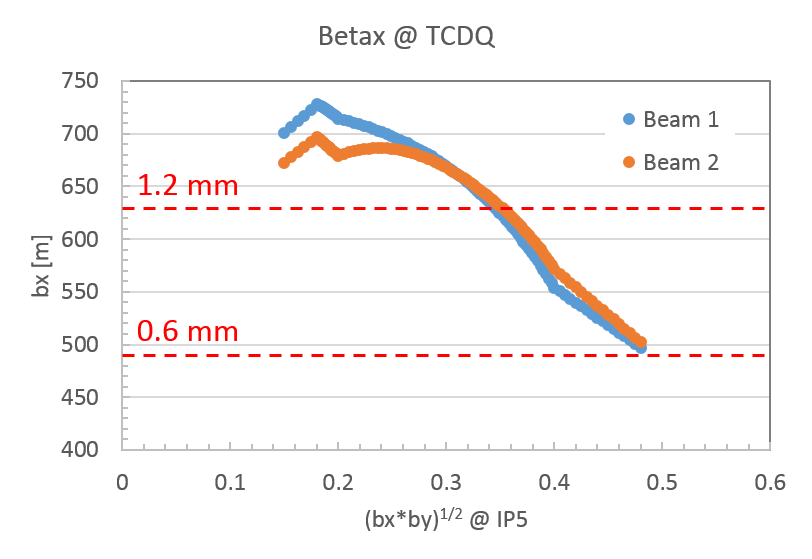 Betax @ TCDQ
750
700
650
600
550
500
450
400
bx [m]
Beam 1
Beam 2
1.2 mm
0.6 mm
0
0.1
0.2
0.3
0.4
0.5
0.6
(bx*by)^1/2 @ IP5